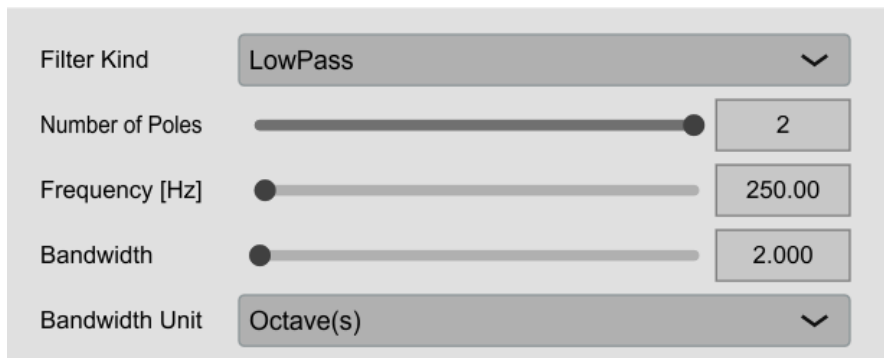 Filter Kind LowPass
Number of Poles 2
Frequency [Hz] 250.00
Bandwidth 2.000
Bandwidth Unit Octave(s)